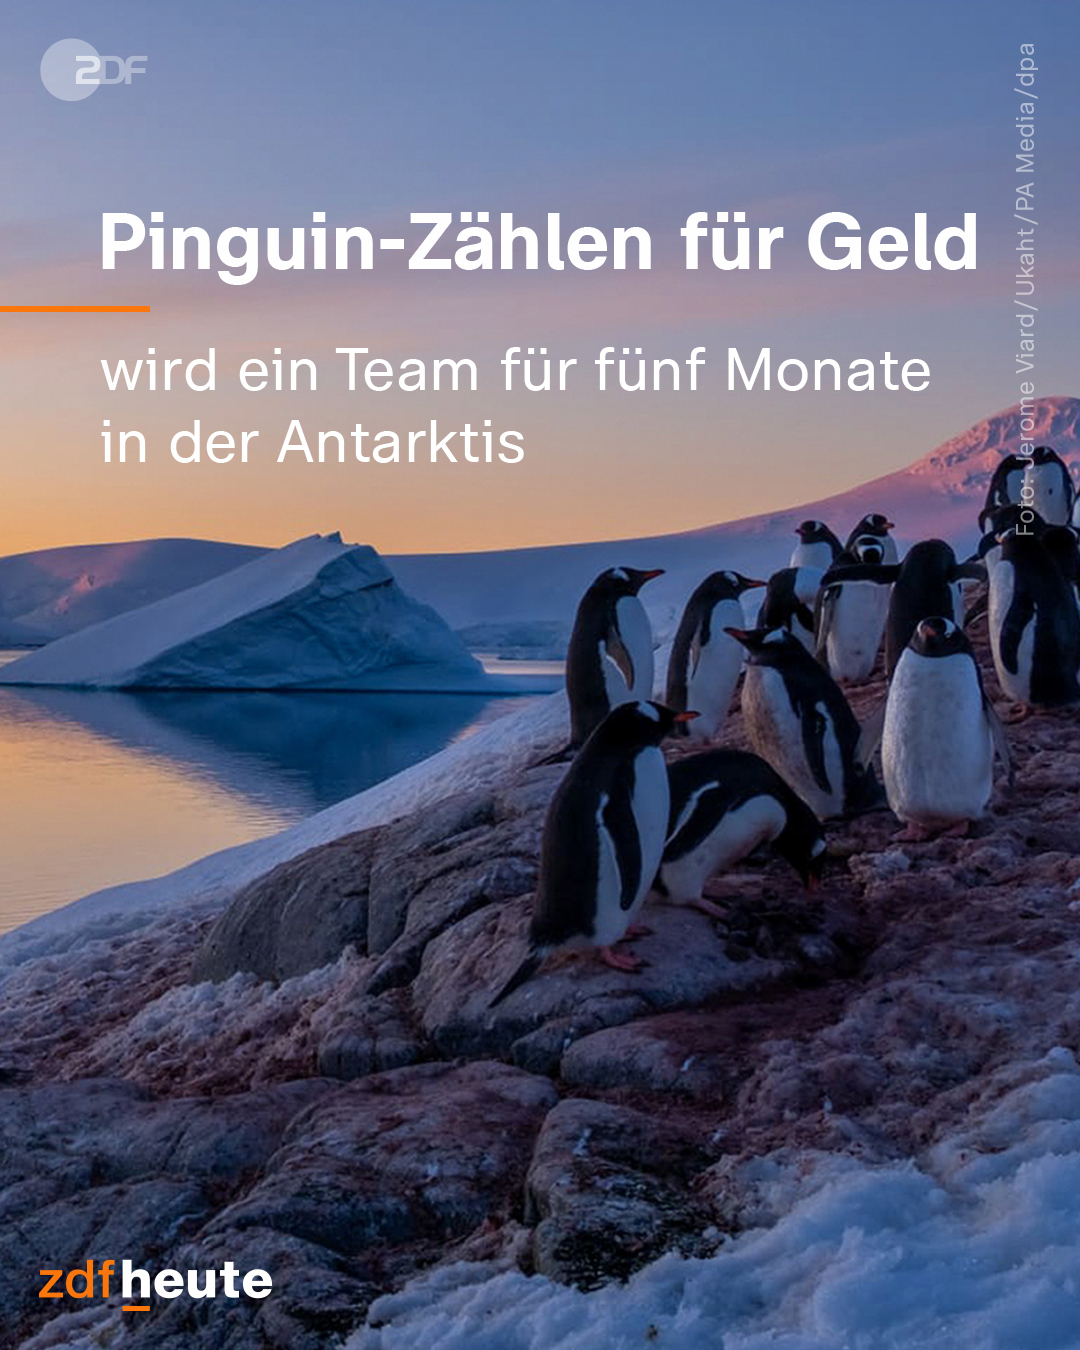 ZDF
Pinguin-Zählen für Geld
wird ein Team für fünf Monate
in der Antarktis
Foto: Jerome Viard/Ukaht/PA Media/dpa
zdfheute